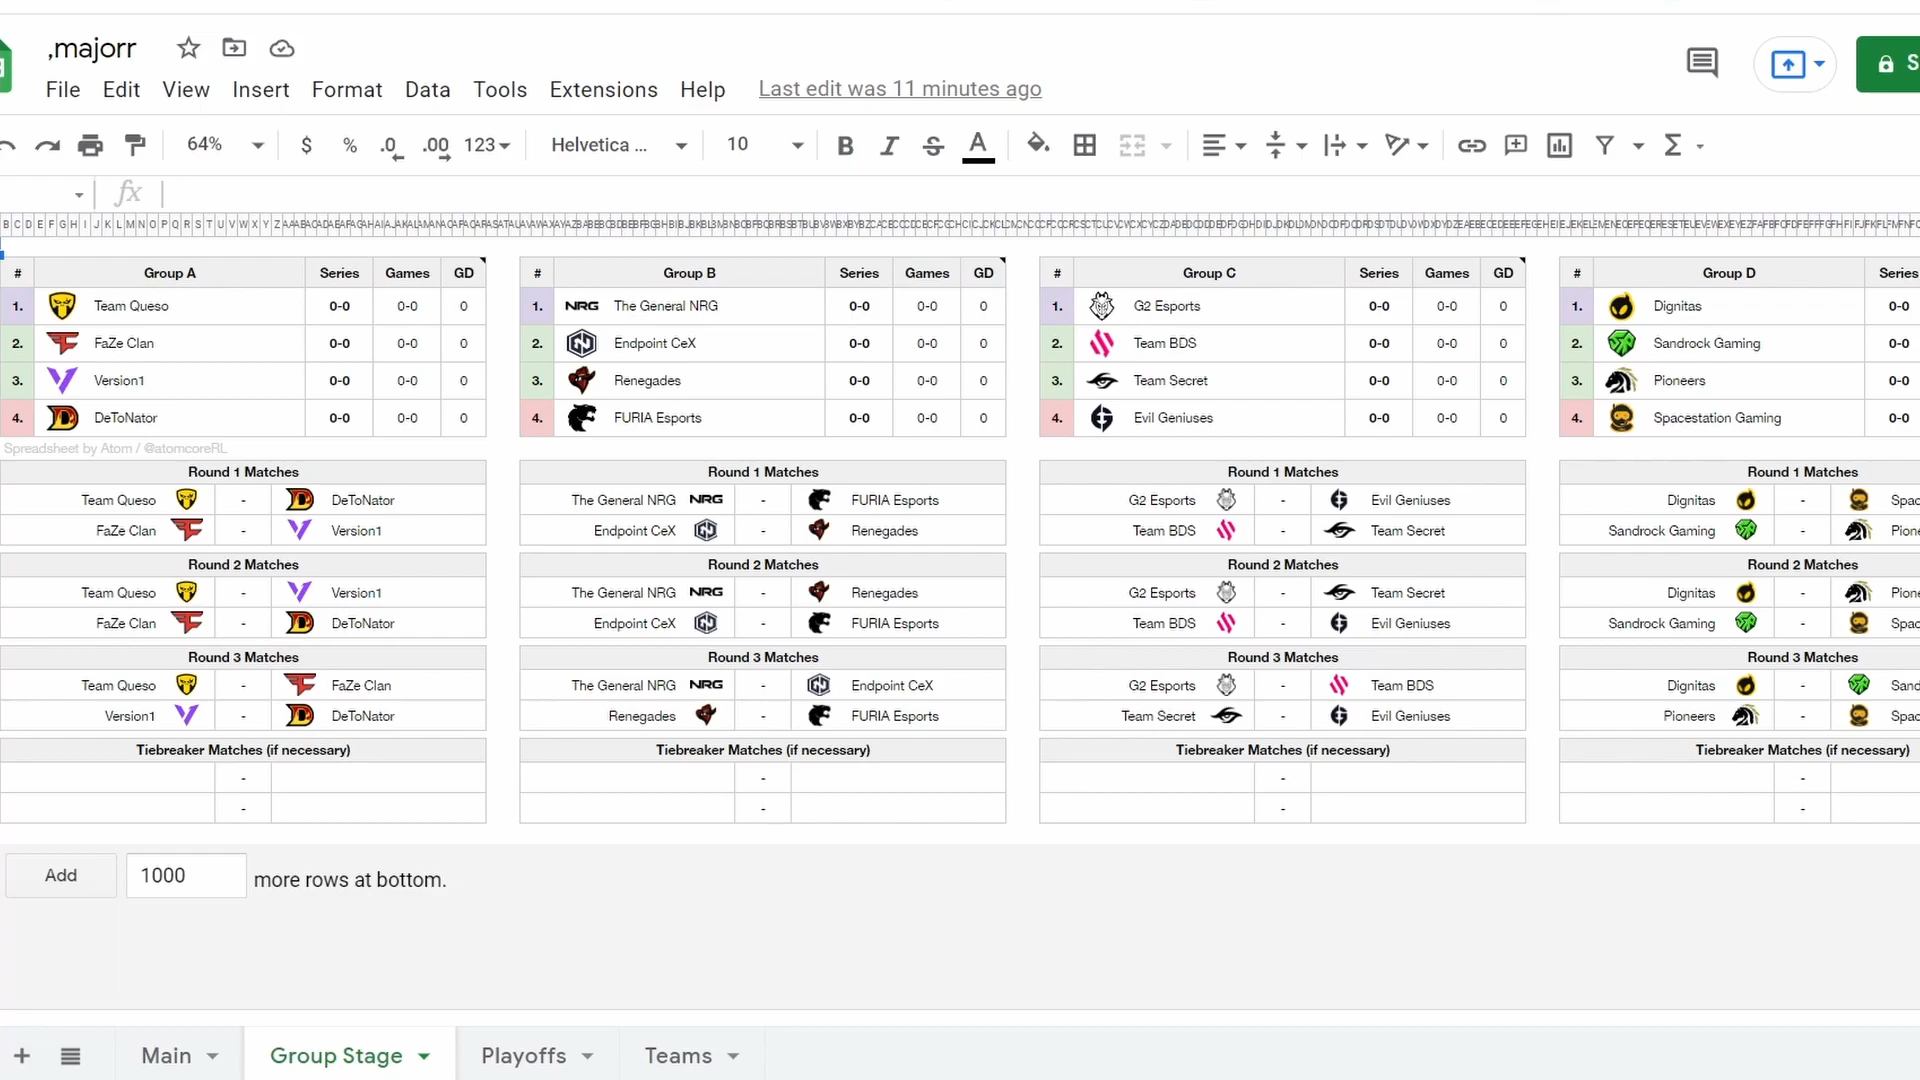 ,majorr
File Edit View Insert Format Data Tools Extensions Help Last edit was 11 minutes ago
S
64% $ % .0 .00 123 Helvetica ... 10 B I S A Σ
fx
# Group A Series Games GD # Group B Series Games GD # Group C Series Games GD # Group D Series
1. Team Queso 0-0 0-0 0 1. NRG The General NRG 0-0 0-0 0 1. G2 Esports 0-0 0-0 0 1. Dignitas 0-0
2. FaZe Clan 0-0 0-0 0 2. Endpoint CeX 0-0 0-0 0 2. Team BDS 0-0 0-0 0 2. Sandrock Gaming 0-0
3. Version1 0-0 0-0 0 3. Renegades 0-0 0-0 0 3. Team Secret 0-0 0-0 0 3. Pioneers 0-0
4. DeToNator 0-0 0-0 0 4. FURIA Esports 0-0 0-0 0 4. Evil Geniuses 0-0 0-0 0 4. Spacestation Gaming 0-0
Spreadsheet by Atom / @atomcoreRL
Round 1 Matches Round 1 Matches Round 1 Matches Round 1 Matches
Team Queso - DeToNator The General NRG NRG - FURIA Esports G2 Esports - Evil Geniuses Dignitas - Spac
FaZe Clan - Version1 Endpoint CeX - Renegades Team BDS - Team Secret Sandrock Gaming - Pione
Round 2 Matches Round 2 Matches Round 2 Matches Round 2 Matches
Team Queso - Version1 The General NRG NRG - Renegades G2 Esports - Team Secret Dignitas - Pione
FaZe Clan - DeToNator Endpoint CeX - FURIA Esports Team BDS - Evil Geniuses Sandrock Gaming - Spac
Round 3 Matches Round 3 Matches Round 3 Matches Round 3 Matches
Team Queso - FaZe Clan The General NRG NRG - Endpoint CeX G2 Esports - Team BDS Dignitas - Sand
Version1 - DeToNator Renegades - FURIA Esports Team Secret - Evil Geniuses Pioneers - Spac
Tiebreaker Matches (if necessary) Tiebreaker Matches (if necessary) Tiebreaker Matches (if necessary) Tiebreaker Matches (if necessary)
- - - -
- - - -
Add 1000 more rows at bottom.
+ Main Group Stage Playoffs Teams